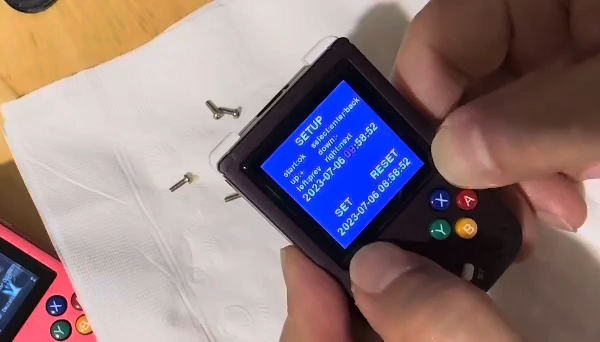 SETUP
start:ok select:enter/back
up:+ down:-
left:prev right:next
2023-07-06 09:58:52
SET RESET
2023-07-06 08:58:52
X A
Y B
X
Y B